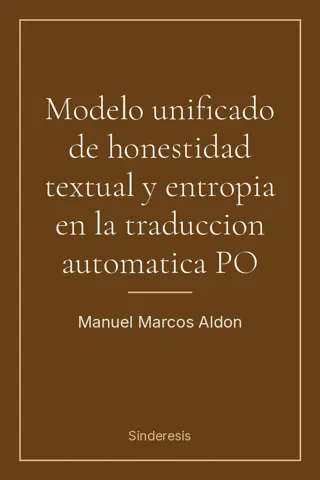 Modelo unificado
de honestidad
textual y entropia
en la traduccion
automatica PO
Manuel Marcos Aldon
Sinderesis